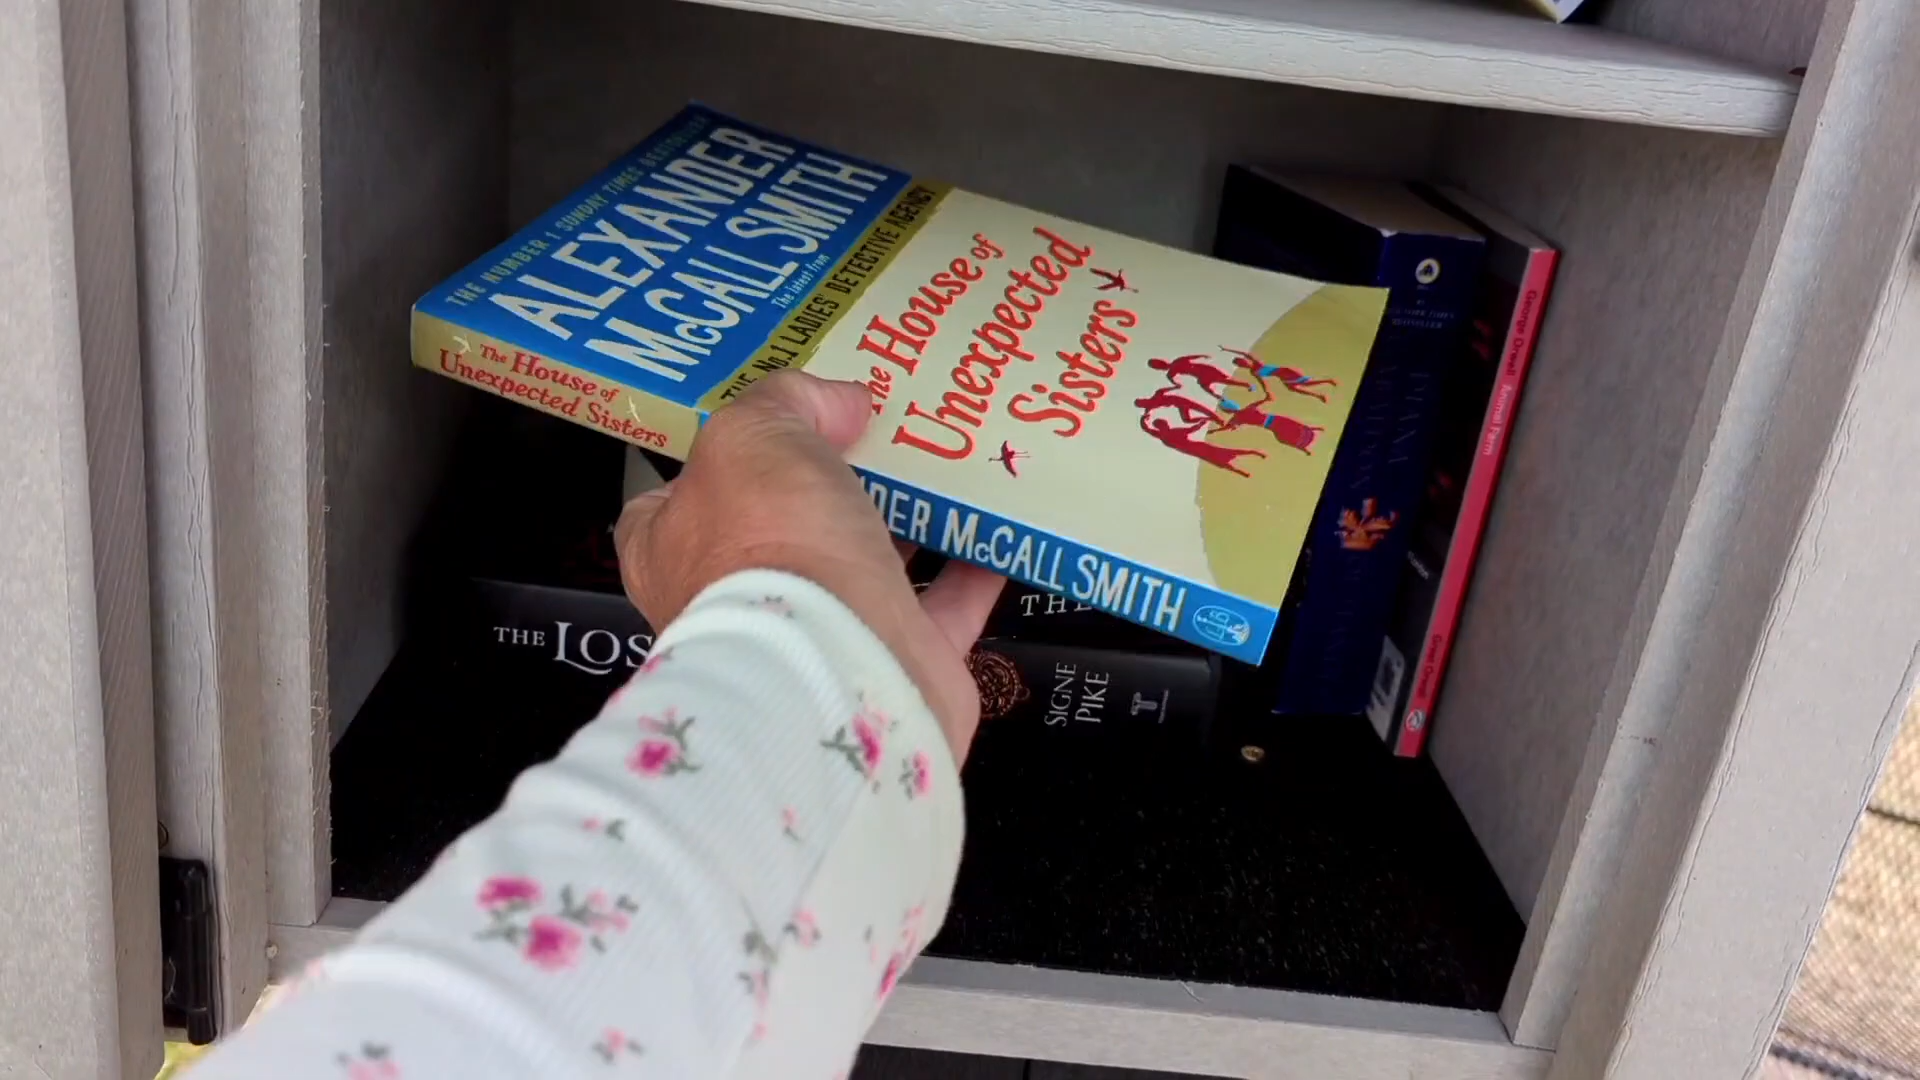 THE NUMBER 1 SUNDAY TIMES BESTSELLER
ALEXANDER
McCALL SMITH
The latest from
THE No.1 LADIES' DETECTIVE AGENCY
The House of
Unexpected
Sisters
The House of
Unexpected Sisters
DER McCALL SMITH
THE LOS
THE
SIGNE
PIKE
George Orwell Animal Farm